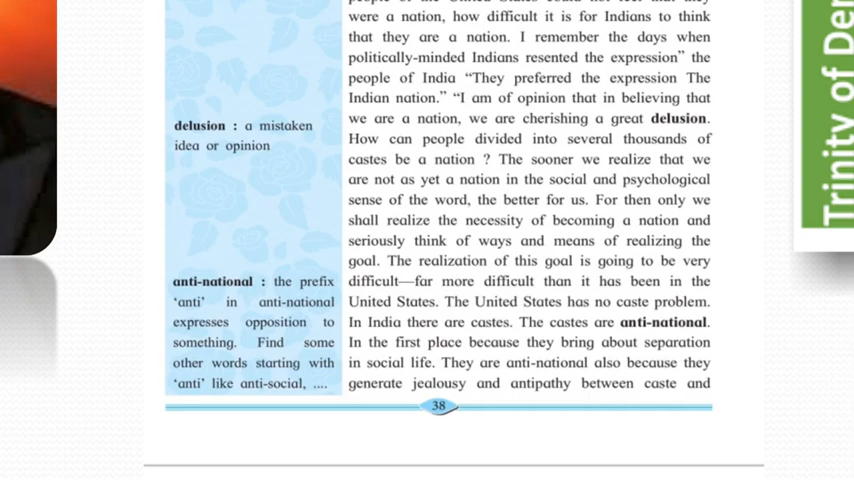 were a nation, how difficult it is for Indians to think
that they are a nation. I remember the days when
politically-minded Indians resented the expression” the
people of India “They preferred the expression The
Indian nation.” “I am of opinion that in believing that
we are a nation, we are cherishing a great delusion.
How can people divided into several thousands of
castes be a nation ? The sooner we realize that we
are not as yet a nation in the social and psychological
sense of the word, the better for us. For then only we
shall realize the necessity of becoming a nation and
seriously think of ways and means of realizing the
goal. The realization of this goal is going to be very
difficult—far more difficult than it has been in the
United States. The United States has no caste problem.
In India there are castes. The castes are anti-national.
In the first place because they bring about separation
in social life. They are anti-national also because they
generate jealousy and antipathy between caste and
delusion : a mistaken
idea or opinion
anti-national : the prefix
‘anti’ in anti-national
expresses opposition to
something. Find some
other words starting with
‘anti’ like anti-social, ....
38
Trinity of